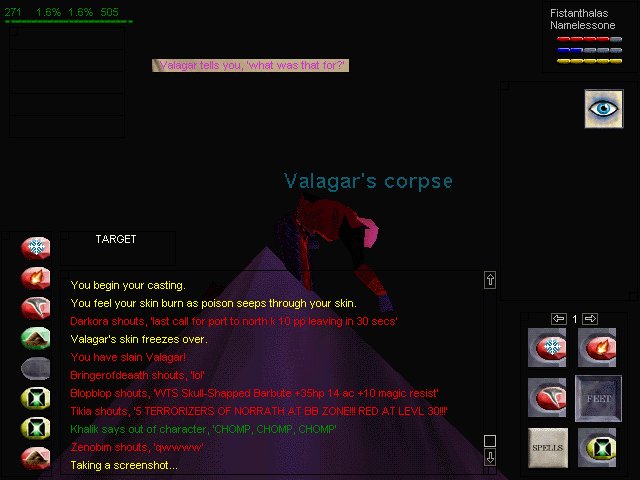 271 1.6% 1.6% 505
Fistanthalas
Namelessone
Valagar tells you, 'what was that for?'
Valagar's corpse
TARGET
You begin your casting.
You feel your skin burn as poison seeps through your skin.
Darkora shouts, 'last call for port to north k 10 pp leaving in 30 secs'
Valagar's skin freezes over.
You have slain Valagar!
Bringerofdeaath shouts, 'lol'
Blopblop shouts, 'WTS Skull-Shapped Barbute +35hp 14 ac +10 magic resist'
Tikia shouts, '5 TERRORIZERS OF NORRATH AT BB ZONE!!! RED AT LEVL 30!!!'
Khalik says out of character, 'CHOMP, CHOMP, CHOMP'
Zenobim shouts, 'qwwwww'
Taking a screenshot...
1
FEET
SPELLS